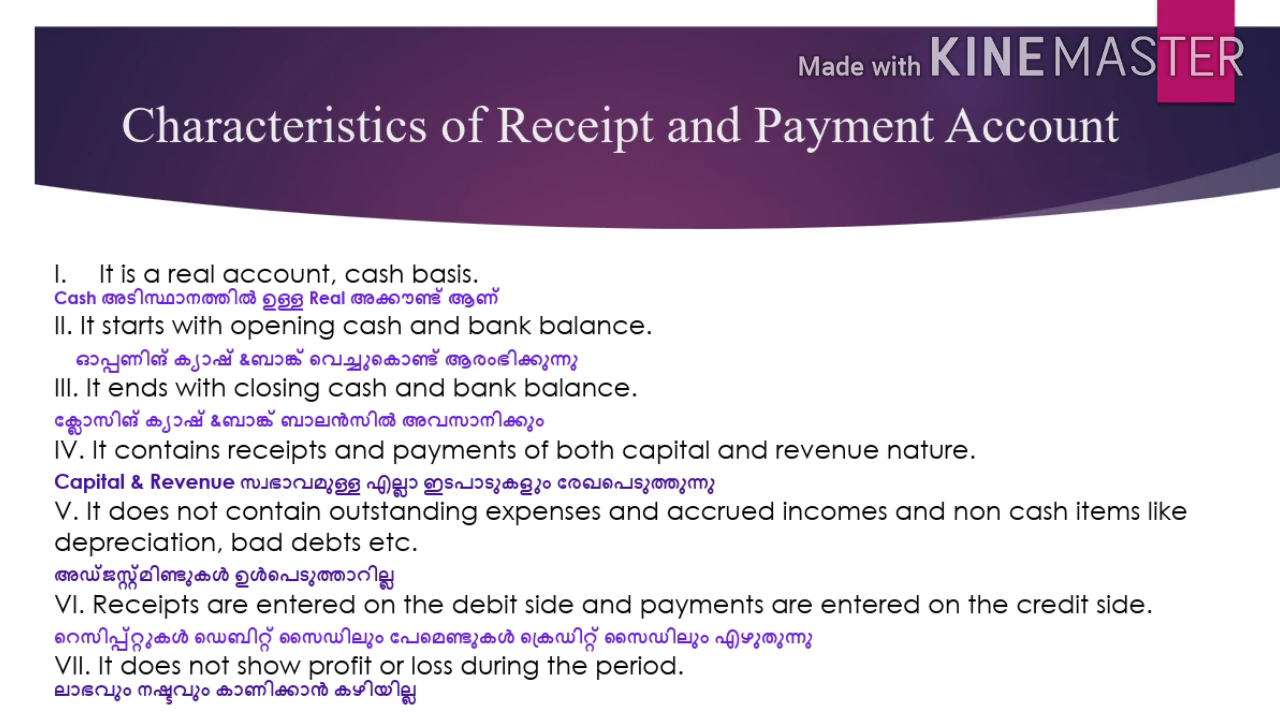 Made with KINEMASTER
Characteristics of Receipt and Payment Account
I. It is a real account, cash basis.
Cash അടിസ്ഥാനത്തിൽ ഉള്ള Real അക്കൗണ്ട് ആണ്
II. It starts with opening cash and bank balance.
ഓപ്പണിങ് ക്യാഷ് &ബാങ്ക് വെച്ചുകൊണ്ട് ആരംഭിക്കുന്നു
III. It ends with closing cash and bank balance.
ക്ലോസിങ് ക്യാഷ് &ബാങ്ക് ബാലൻസിൽ അവസാനിക്കും
IV. It contains receipts and payments of both capital and revenue nature.
Capital & Revenue സ്വഭാവമുള്ള എല്ലാ ഇടപാടുകളും രേഖപെടുത്തുന്നു
V. It does not contain outstanding expenses and accrued incomes and non cash items like
depreciation, bad debts etc.
അഡ്ജസ്റ്റ്മിണ്ടുകൾ ഉൾപെടുത്താറില്ല
VI. Receipts are entered on the debit side and payments are entered on the credit side.
റെസിപ്പ്റ്റുകൾ ഡെബിറ്റ് സൈഡിലും പേമെണ്ടുകൾ ക്രെഡിറ്റ് സൈഡിലും എഴുതുന്നു
VII. It does not show profit or loss during the period.
ലാഭവും നഷ്ടവും കാണിക്കാൻ കഴിയില്ല